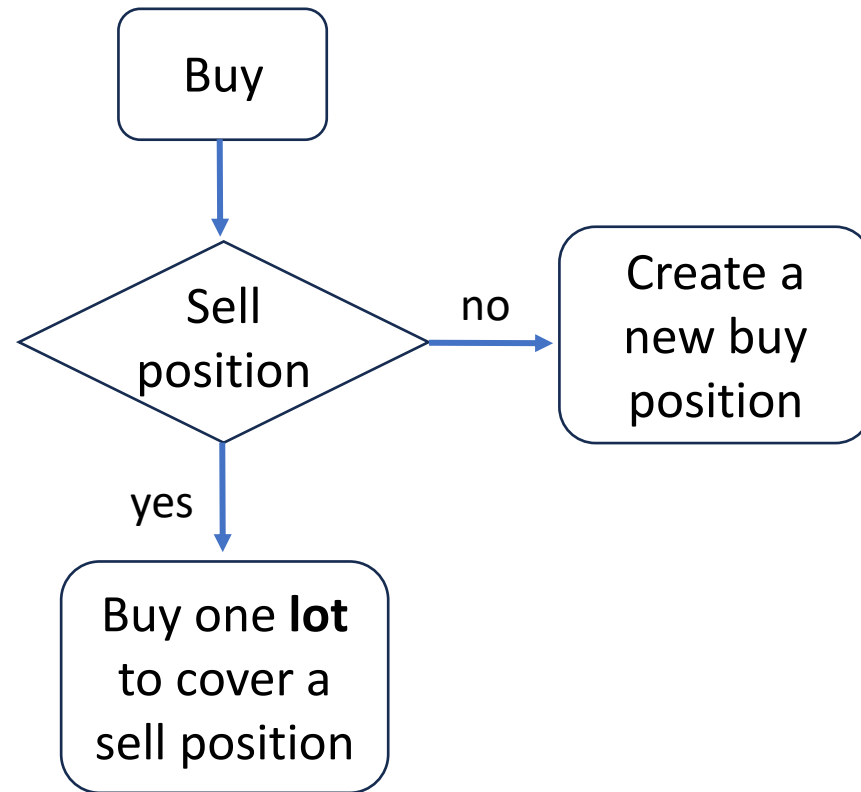 Buy
Sell
position
no
Create a
new buy
position
yes
Buy one lot
to cover a
sell position